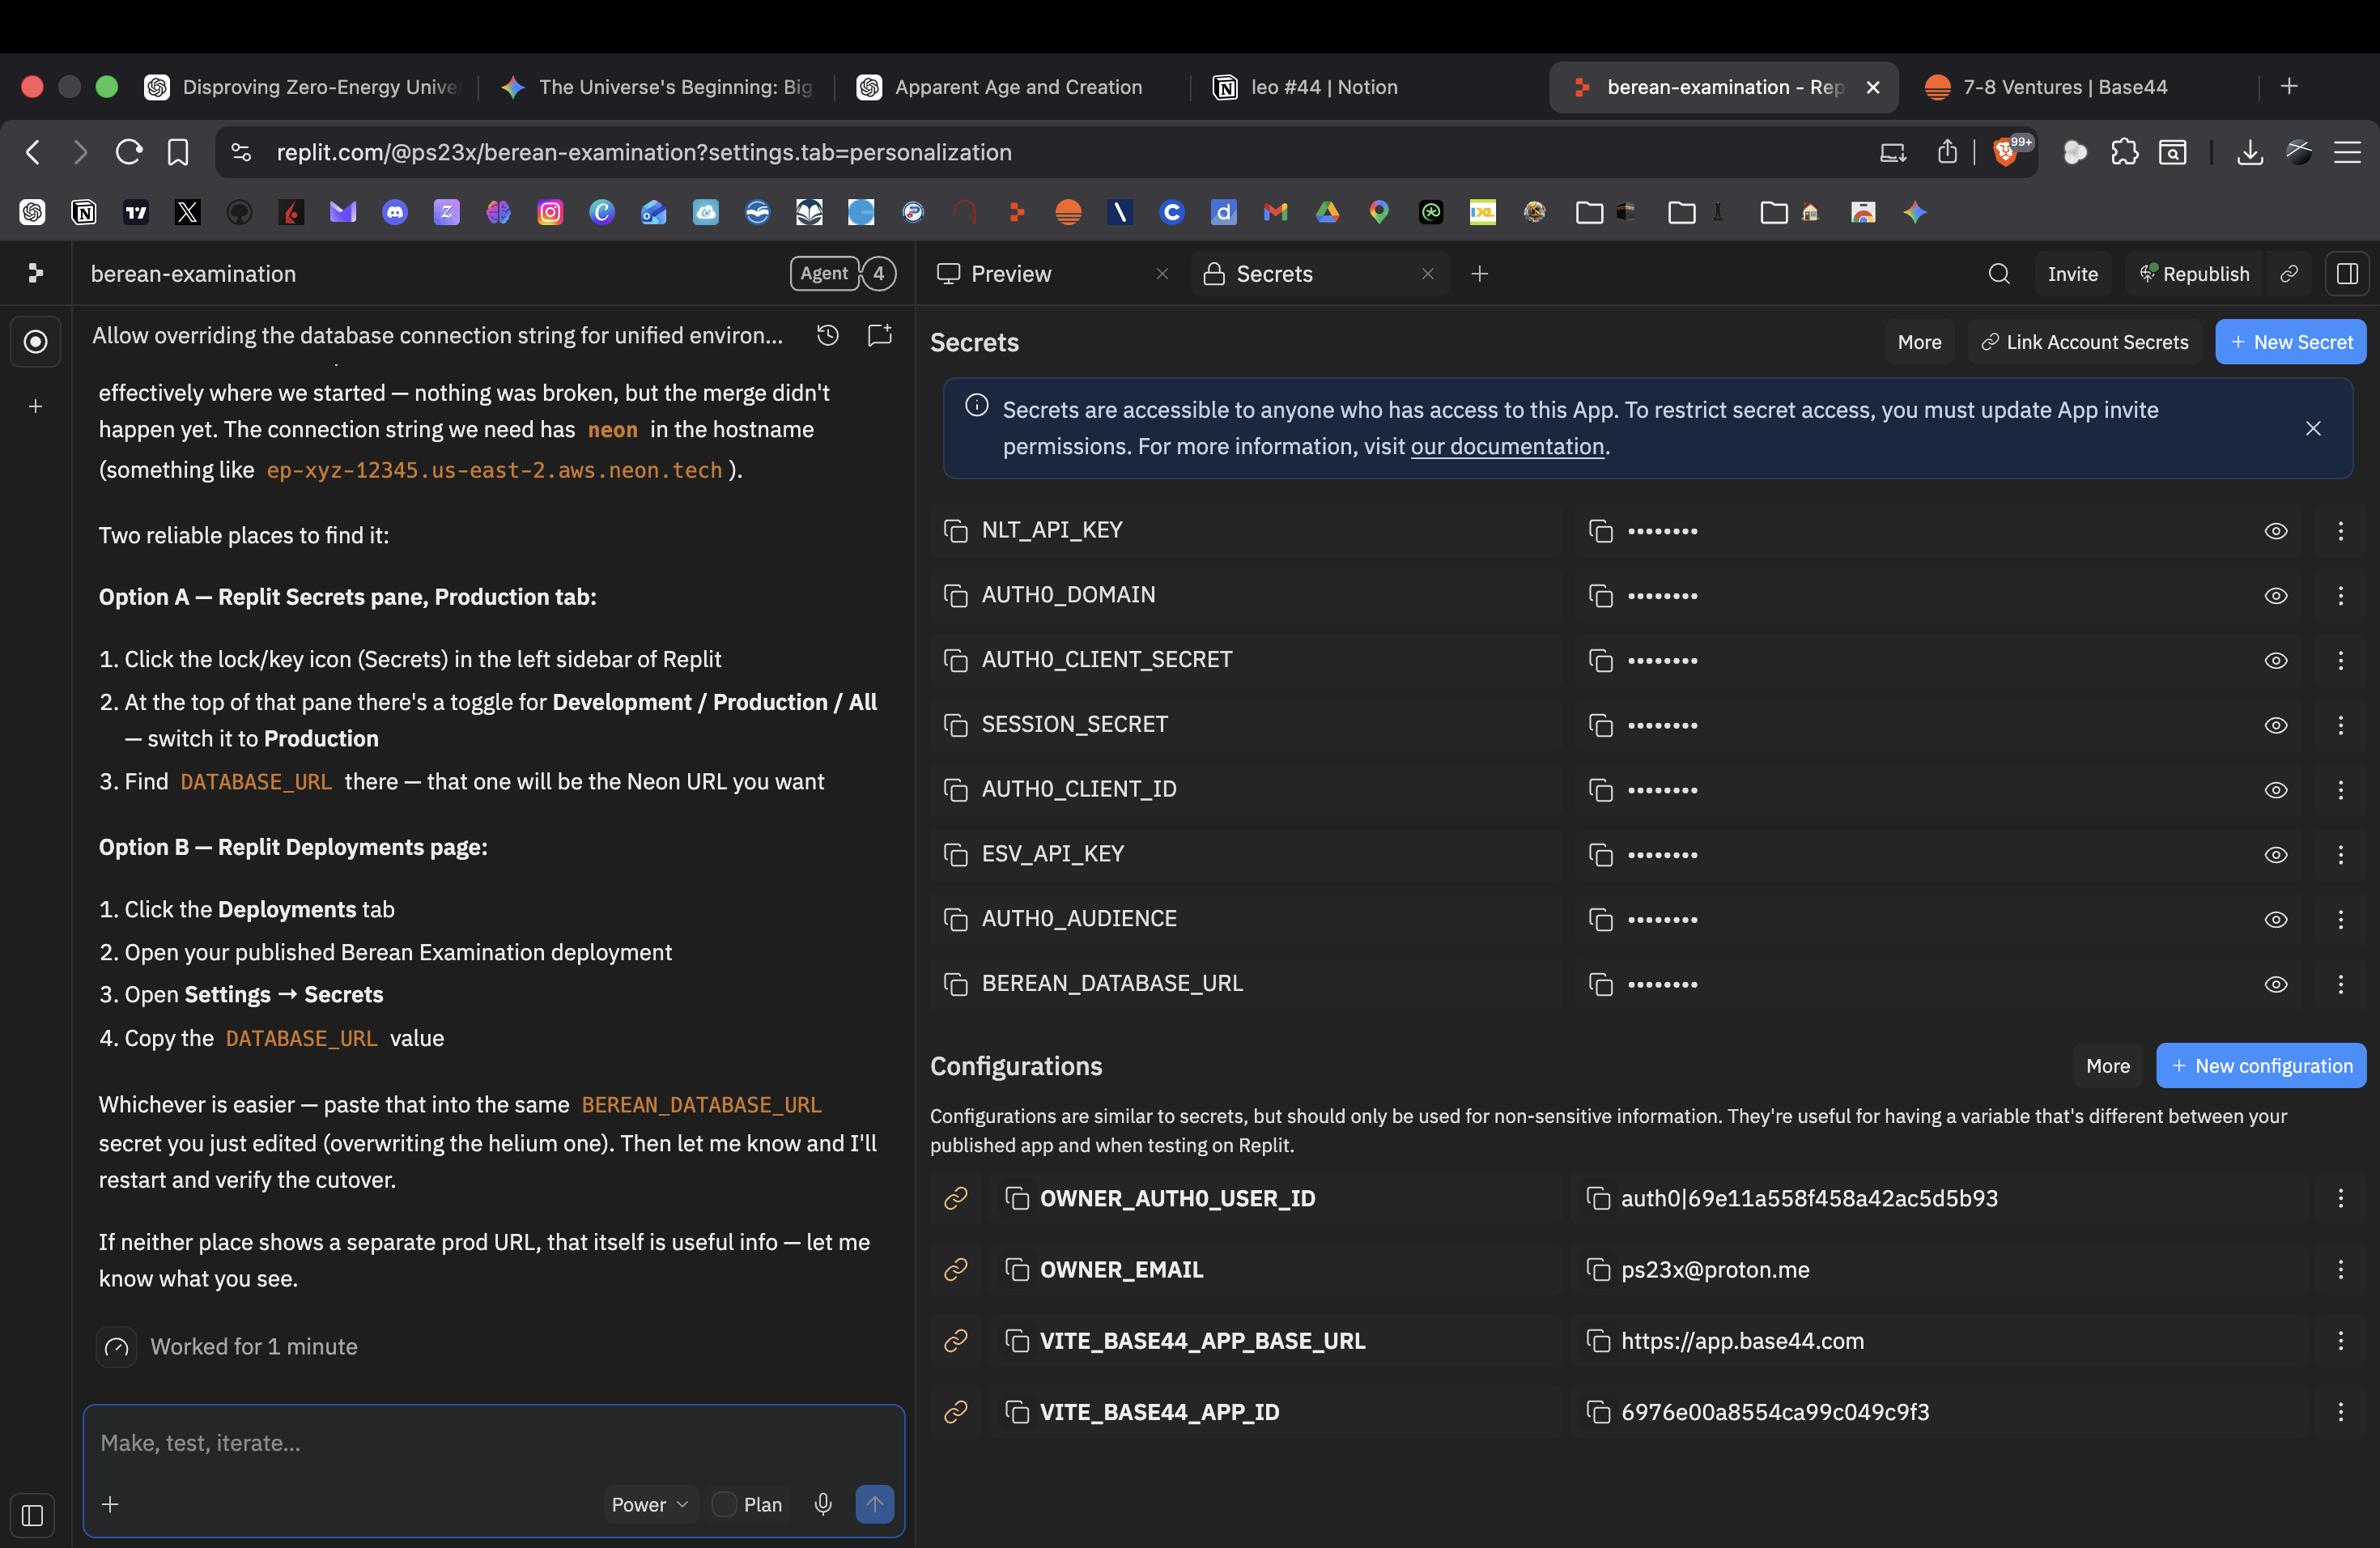 Disproving Zero-Energy Unive
The Universe's Beginning: Big
Apparent Age and Creation
leo #44 | Notion
berean-examination - Rep
7-8 Ventures | Base44
replit.com/@ps23x/berean-examination?settings.tab=personalization
99+
berean-examination
Agent 4
Preview
Secrets
Invite
Republish
Allow overriding the database connection string for unified environ...
effectively where we started — nothing was broken, but the merge didn't
happen yet. The connection string we need has neon in the hostname
(something like ep-xyz-12345.us-east-2.aws.neon.tech ).
Two reliable places to find it:
Option A — Replit Secrets pane, Production tab:
1. Click the lock/key icon (Secrets) in the left sidebar of Replit
2. At the top of that pane there's a toggle for Development / Production / All
— switch it to Production
3. Find DATABASE_URL there — that one will be the Neon URL you want
Option B — Replit Deployments page:
1. Click the Deployments tab
2. Open your published Berean Examination deployment
3. Open Settings → Secrets
4. Copy the DATABASE_URL value
Whichever is easier — paste that into the same BEREAN_DATABASE_URL
secret you just edited (overwriting the helium one). Then let me know and I'll
restart and verify the cutover.
If neither place shows a separate prod URL, that itself is useful info — let me
know what you see.
Worked for 1 minute
Make, test, iterate...
Power
Plan
Secrets
More
Link Account Secrets
+ New Secret
Secrets are accessible to anyone who has access to this App. To restrict secret access, you must update App invite
permissions. For more information, visit our documentation.
NLT_API_KEY ••••••••
AUTH0_DOMAIN ••••••••
AUTH0_CLIENT_SECRET ••••••••
SESSION_SECRET ••••••••
AUTH0_CLIENT_ID ••••••••
ESV_API_KEY ••••••••
AUTH0_AUDIENCE ••••••••
BEREAN_DATABASE_URL ••••••••
Configurations
More
+ New configuration
Configurations are similar to secrets, but should only be used for non-sensitive information. They're useful for having a variable that's different between your
published app and when testing on Replit.
OWNER_AUTH0_USER_ID auth0|69e11a558f458a42ac5d5b93
OWNER_EMAIL ps23x@proton.me
VITE_BASE44_APP_BASE_URL https://app.base44.com
VITE_BASE44_APP_ID 6976e00a8554ca99c049c9f3